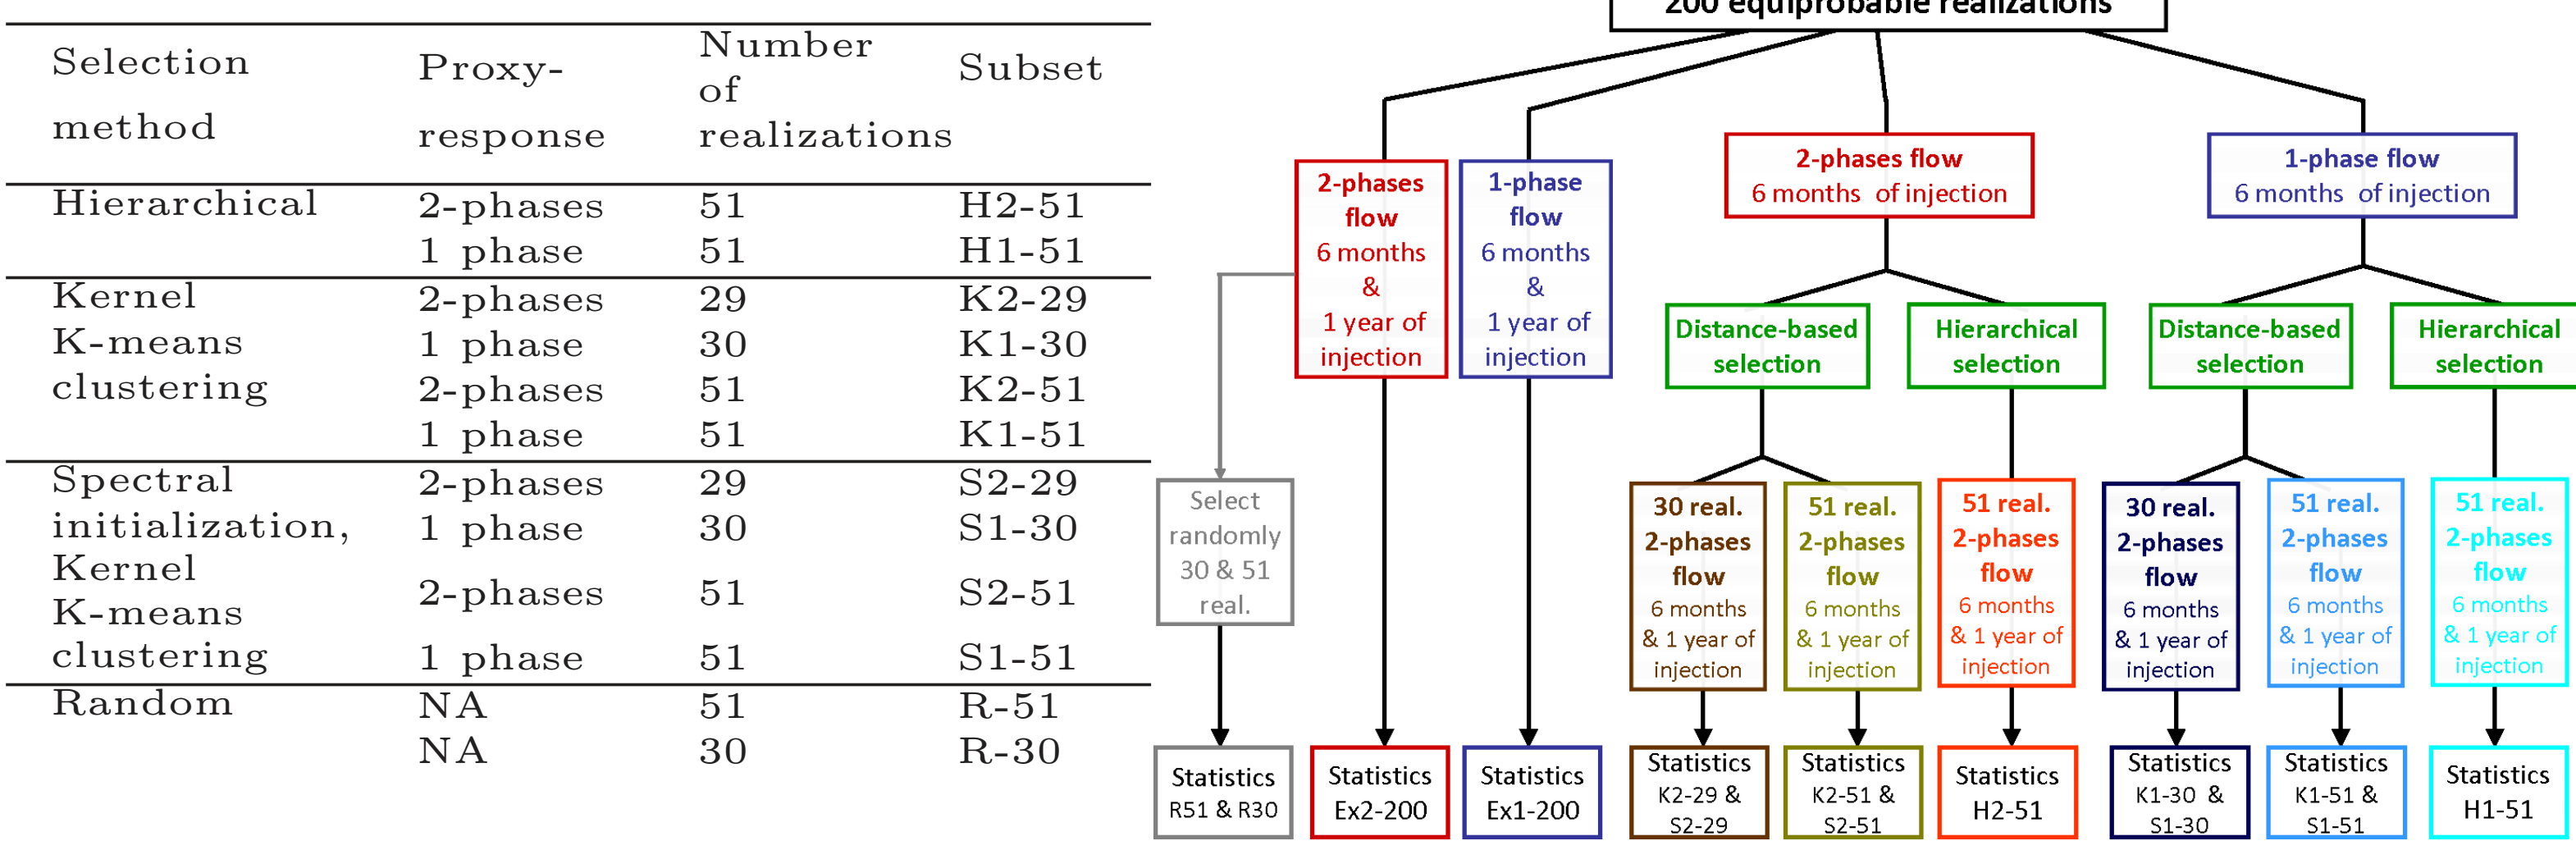 Selection method
Proxy-response
Number of realizations
Subset
Hierarchical
2-phases 51 H2-51
1 phase 51 H1-51
Kernel K-means clustering
2-phases 29 K2-29
1 phase 30 K1-30
2-phases 51 K2-51
1 phase 51 K1-51
Spectral initialization, Kernel K-means clustering
2-phases 29 S2-29
1 phase 30 S1-30
2-phases 51 S2-51
1 phase 51 S1-51
Random
NA 51 R-51
NA 30 R-30
200 equiprobable realizations
2-phases
flow
6 months
&
1 year of
injection
1-phase
flow
6 months
&
1 year of
injection
2-phases flow
6 months of injection
1-phase flow
6 months of injection
Distance-based
selection
Hierarchical
selection
Distance-based
selection
Hierarchical
selection
Select
randomly
30 & 51
real.
30 real.
2-phases
flow
6 months
& 1 year of
injection
51 real.
2-phases
flow
6 months
& 1 year of
injection
51 real.
2-phases
flow
6 months
& 1 year of
injection
30 real.
2-phases
flow
6 months
& 1 year of
injection
51 real.
2-phases
flow
6 months
& 1 year of
injection
51 real.
2-phases
flow
6 months
& 1 year of
injection
Statistics
R51 & R30
Statistics
Ex2-200
Statistics
Ex1-200
Statistics
K2-29 &
S2-29
Statistics
K2-51 &
S2-51
Statistics
H2-51
Statistics
K1-30 &
S1-30
Statistics
K1-51 &
S1-51
Statistics
H1-51